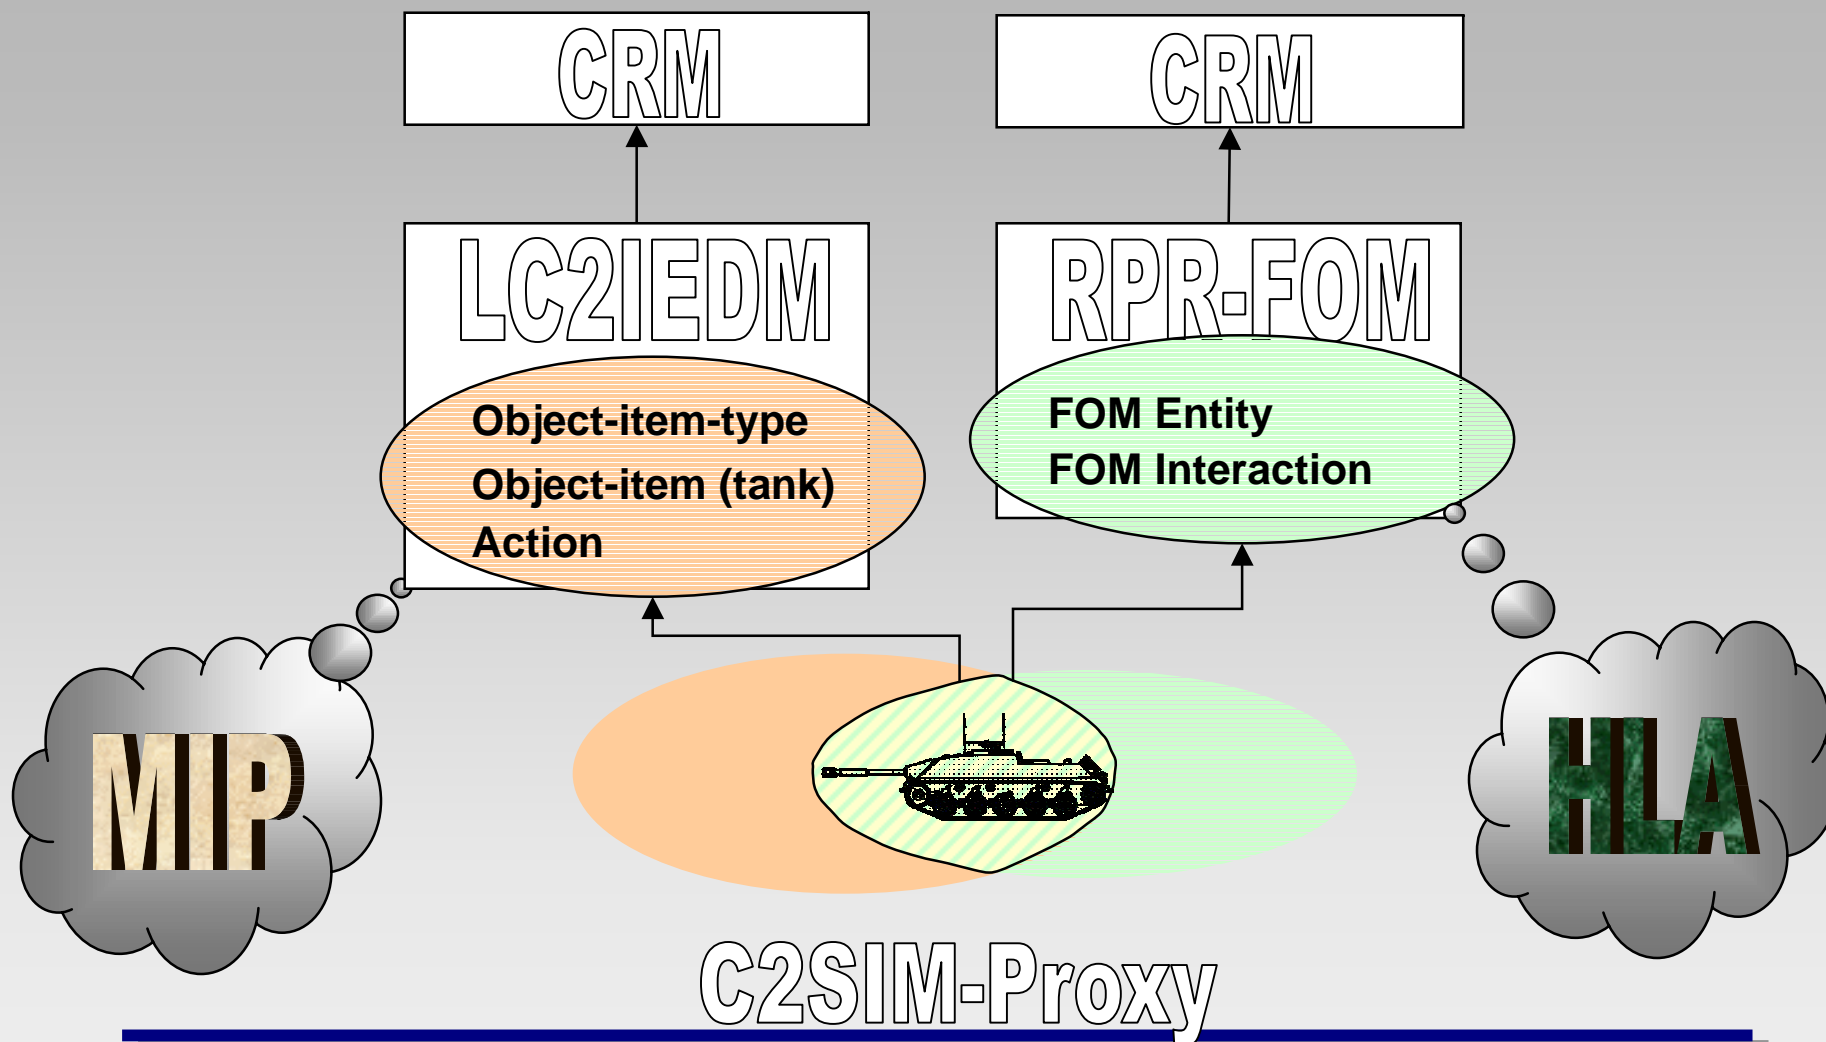 CRM
CRM
LC2IEDM
RPR-FOM
Object-item-type
Object-item (tank)
Action
FOM Entity
FOM Interaction
MIP
HLA
C2SIM-Proxy